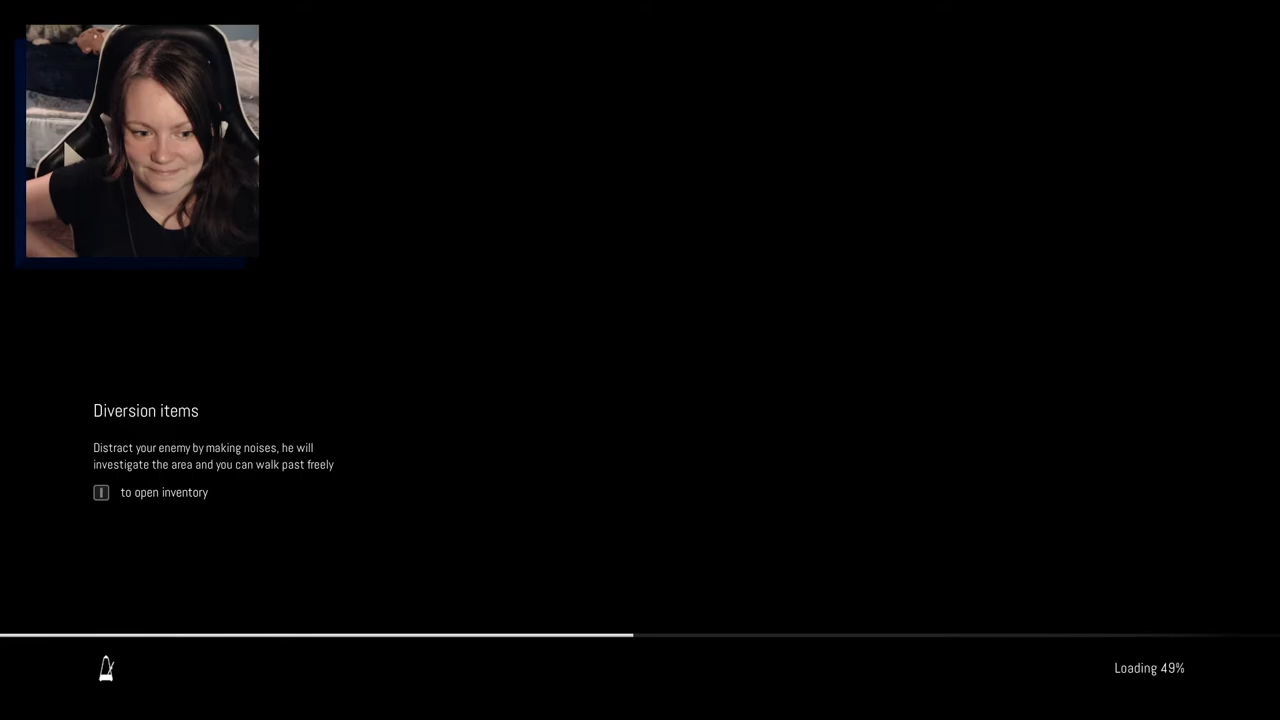 Diversion items
Distract your enemy by making noises, he will
investigate the area and you can walk past freely
I to open inventory
Loading 49%